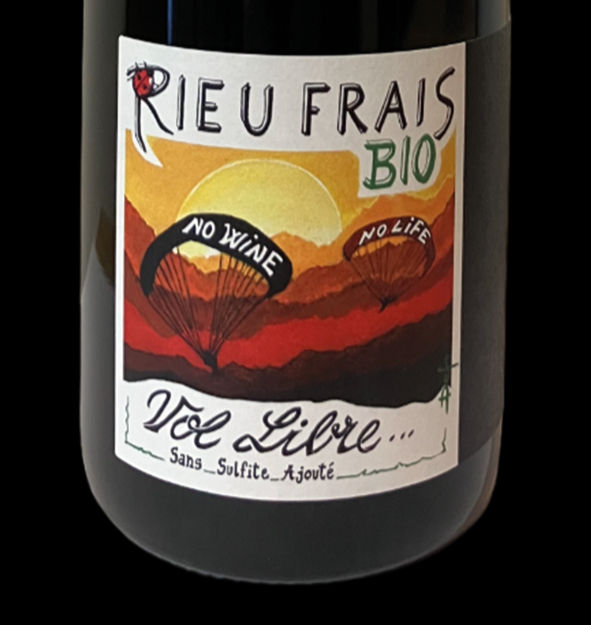 RIEU FRAIS
BIO
NO WINE
NO LIFE
Vol Libre...
Sans_Sulfite_Ajouté